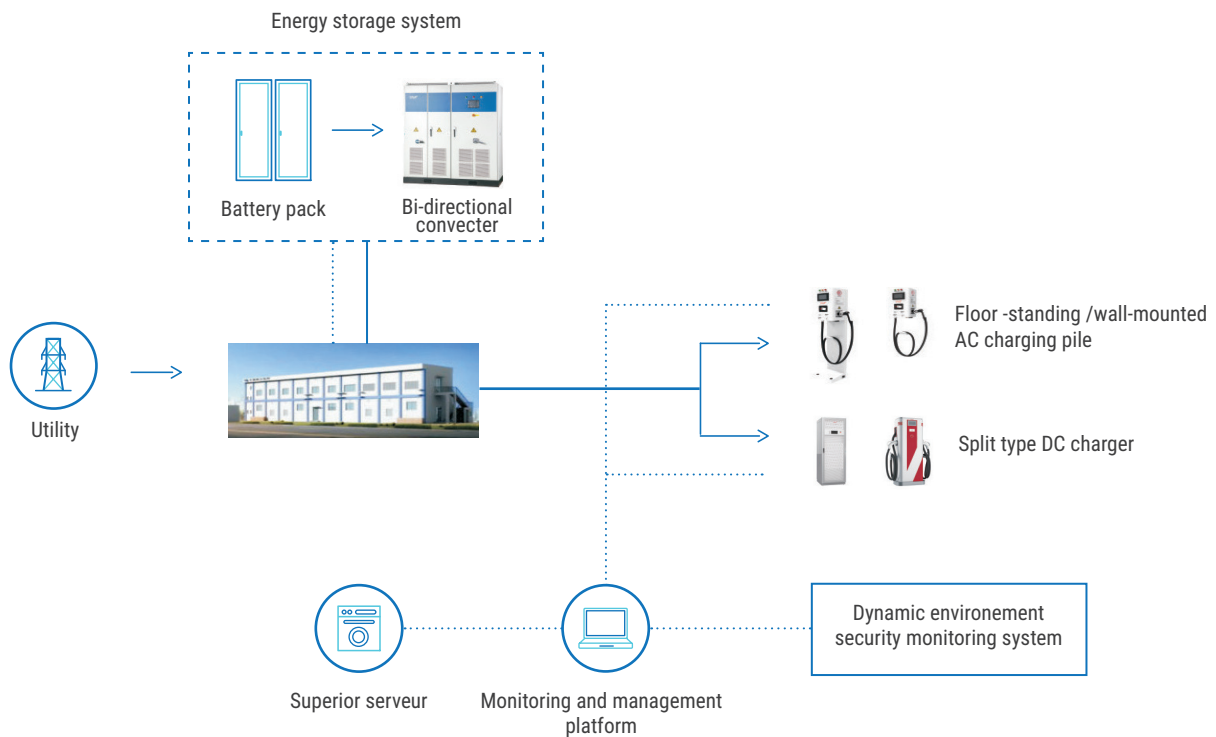 Energy storage system
Battery pack
Bi-directional
convecter
Utility
Floor -standing /wall-mounted
AC charging pile
Split type DC charger
Superior serveur
Monitoring and management
platform
Dynamic environement
security monitoring system